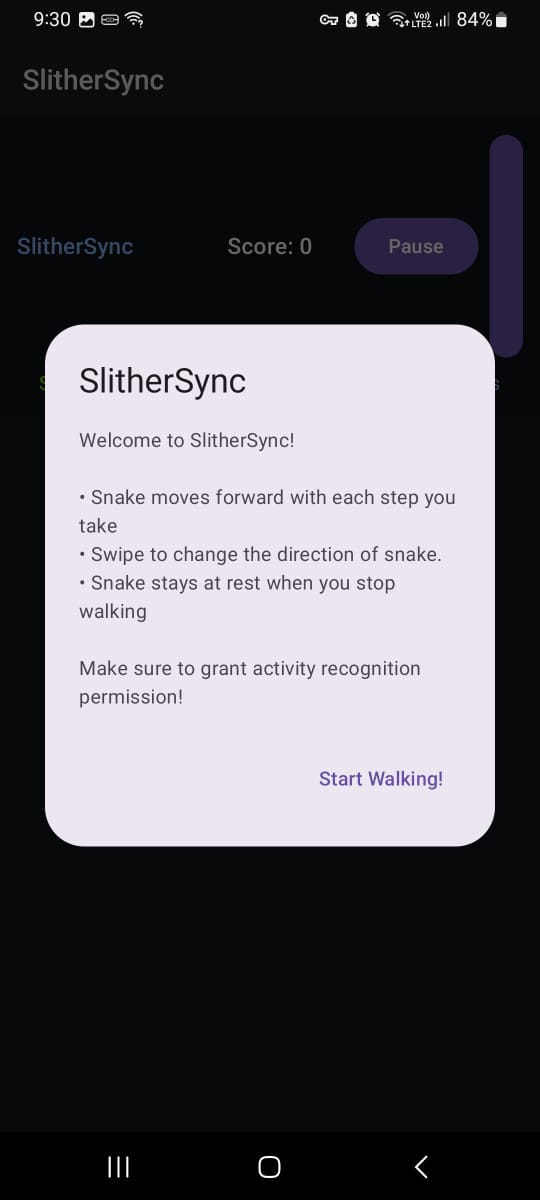 9:30
Vo))
LTE2
84%
SlitherSync
SlitherSync
Score: 0
Pause
SlitherSync
Welcome to SlitherSync!
• Snake moves forward with each step you
take
• Swipe to change the direction of snake.
• Snake stays at rest when you stop
walking
Make sure to grant activity recognition
permission!
Start Walking!